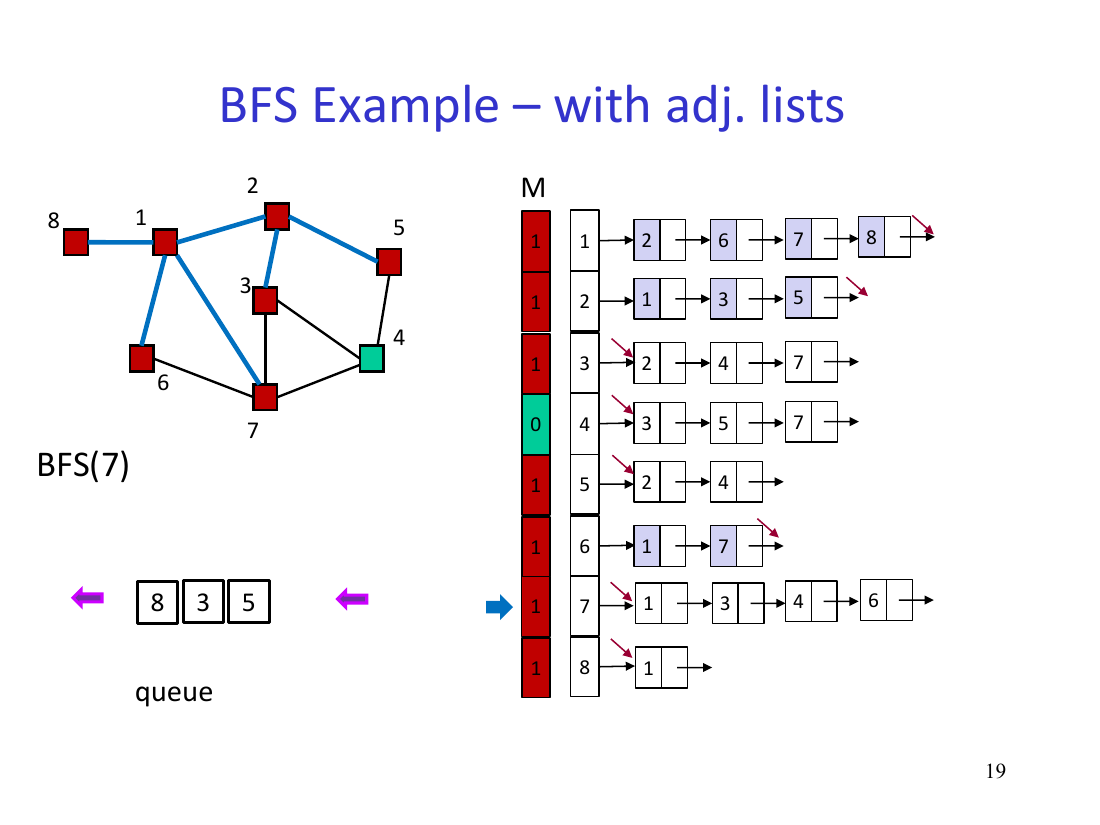 BFS Example – with adj. lists
M
2
8
1
5
3
4
6
7
BFS(7)
8 3 5
queue
1 1 2 6 7 8
1 2 1 3 5
1 3 2 4 7
0 4 3 5 7
1 5 2 4
1 6 1 7
1 7 1 3 4 6
1 8 1
19